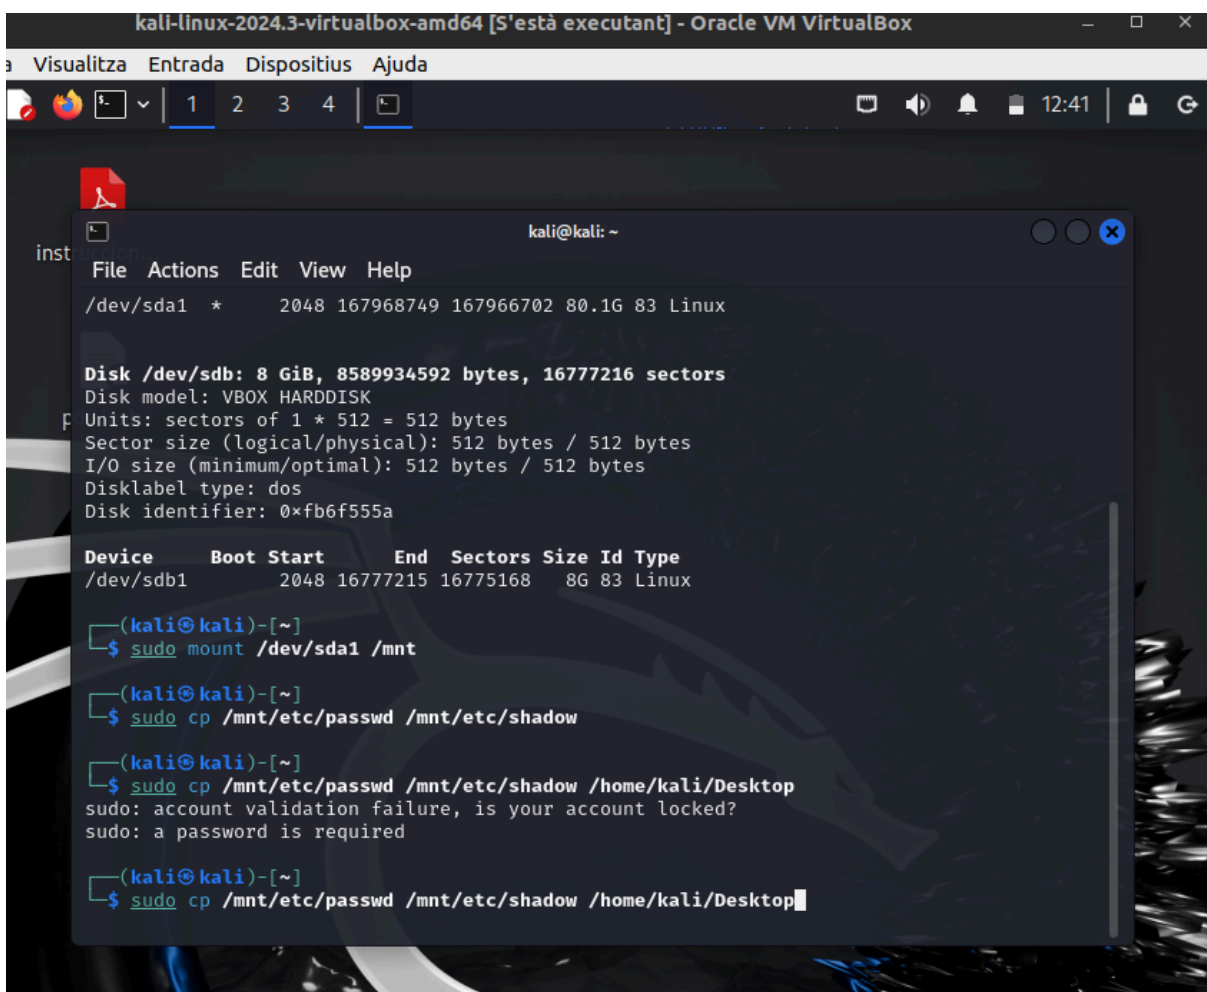 kali-linux-2024.3-virtualbox-amd64 [S'està executant] - Oracle VM VirtualBox
a Visualitza Entrada Dispositius Ajuda
1 2 3 4 12:41
kali@kali: ~
instruccion...
File Actions Edit View Help
/dev/sda1 * 2048 167968749 167966702 80.1G 83 Linux
Disk /dev/sdb: 8 GiB, 8589934592 bytes, 16777216 sectors
Disk model: VBOX HARDDISK
Units: sectors of 1 * 512 = 512 bytes
Sector size (logical/physical): 512 bytes / 512 bytes
I/O size (minimum/optimal): 512 bytes / 512 bytes
Disklabel type: dos
Disk identifier: 0×fb6f555a
Device Boot Start End Sectors Size Id Type
/dev/sdb1 2048 16777215 16775168 8G 83 Linux
┌──(kali㉿kali)-[~]
└─$ sudo mount /dev/sda1 /mnt
┌──(kali㉿kali)-[~]
└─$ sudo cp /mnt/etc/passwd /mnt/etc/shadow
┌──(kali㉿kali)-[~]
└─$ sudo cp /mnt/etc/passwd /mnt/etc/shadow /home/kali/Desktop
sudo: account validation failure, is your account locked?
sudo: a password is required
┌──(kali㉿kali)-[~]
└─$ sudo cp /mnt/etc/passwd /mnt/etc/shadow /home/kali/Desktop